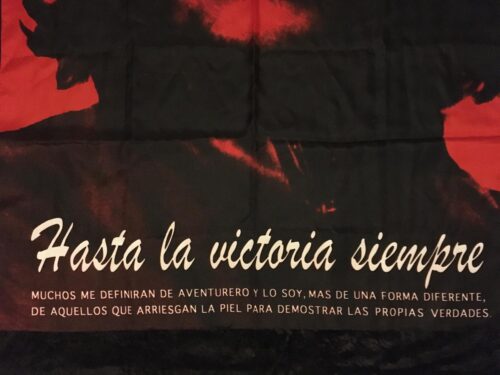 Hasta la victoria siempre
MUCHOS ME DEFINIRAN DE AVENTURERO Y LO SOY, MAS DE UNA FORMA DIFERENTE,
DE AQUELLOS QUE ARRIESGAN LA PIEL PARA DEMOSTRAR LAS PROPIAS VERDADES.